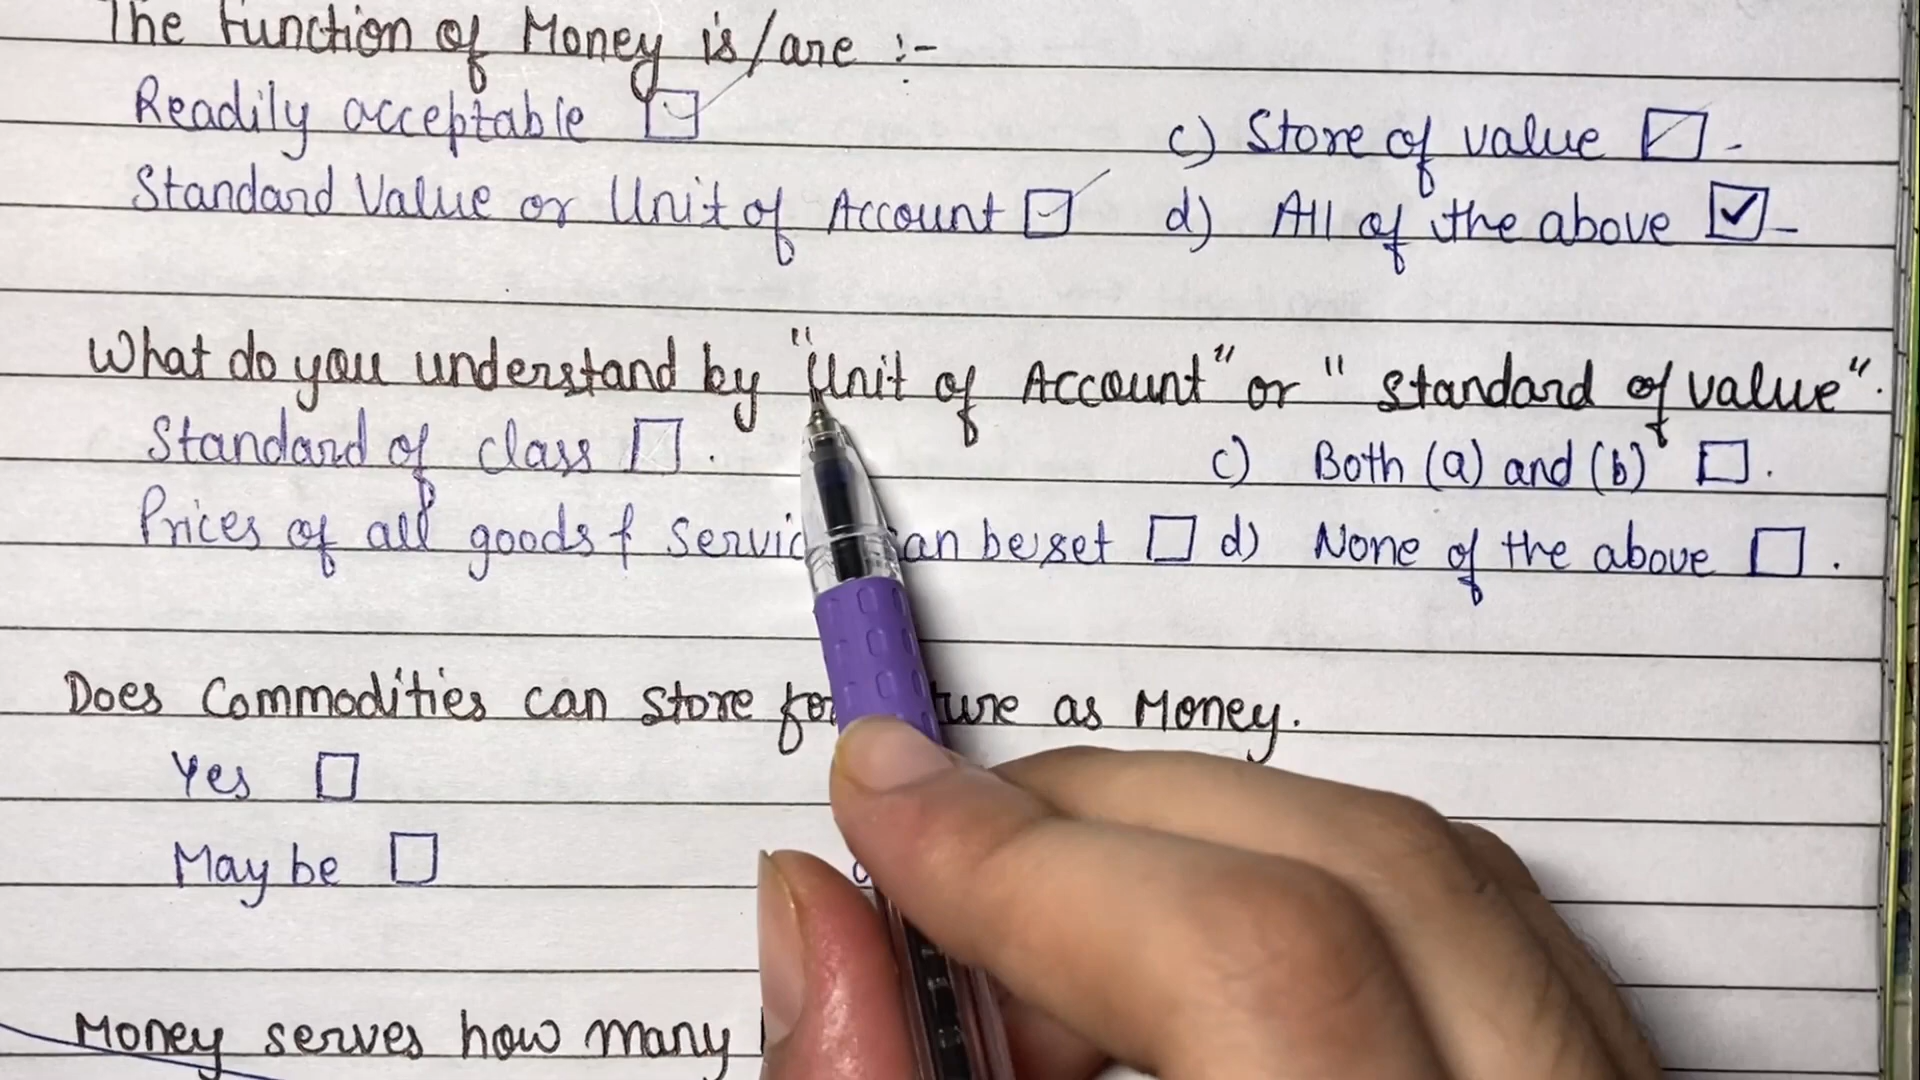 The Function of Money is/are :-
Readily acceptable
c) Store of value -
Standard Value or Unit of Account
d) All of the above -
What do you understand by "Unit of Account" or "Standard of value".
Standard of class .
c) Both (a) and (b) .
Prices of all goods & can be set
d) None of the above .
Does Commodities can store as Money.
Yes
May be
Money serves how many